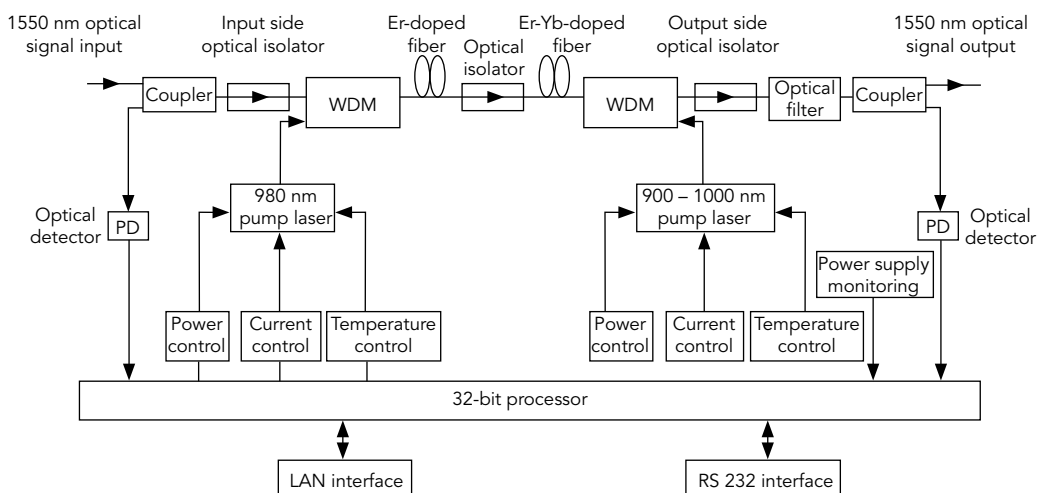 1550 nm optical
signal input
Input side
optical isolator
Er-doped
fiber
Optical
isolator
Er-Yb-doped
fiber
Output side
optical isolator
1550 nm optical
signal output
Coupler
WDM
WDM
Optical
filter
Coupler
980 nm
pump laser
900 – 1000 nm
pump laser
Optical
detector
PD
PD
Optical
detector
Power supply
monitoring
Power
control
Current
control
Temperature
control
Power
control
Current
control
Temperature
control
32-bit processor
LAN interface
RS 232 interface